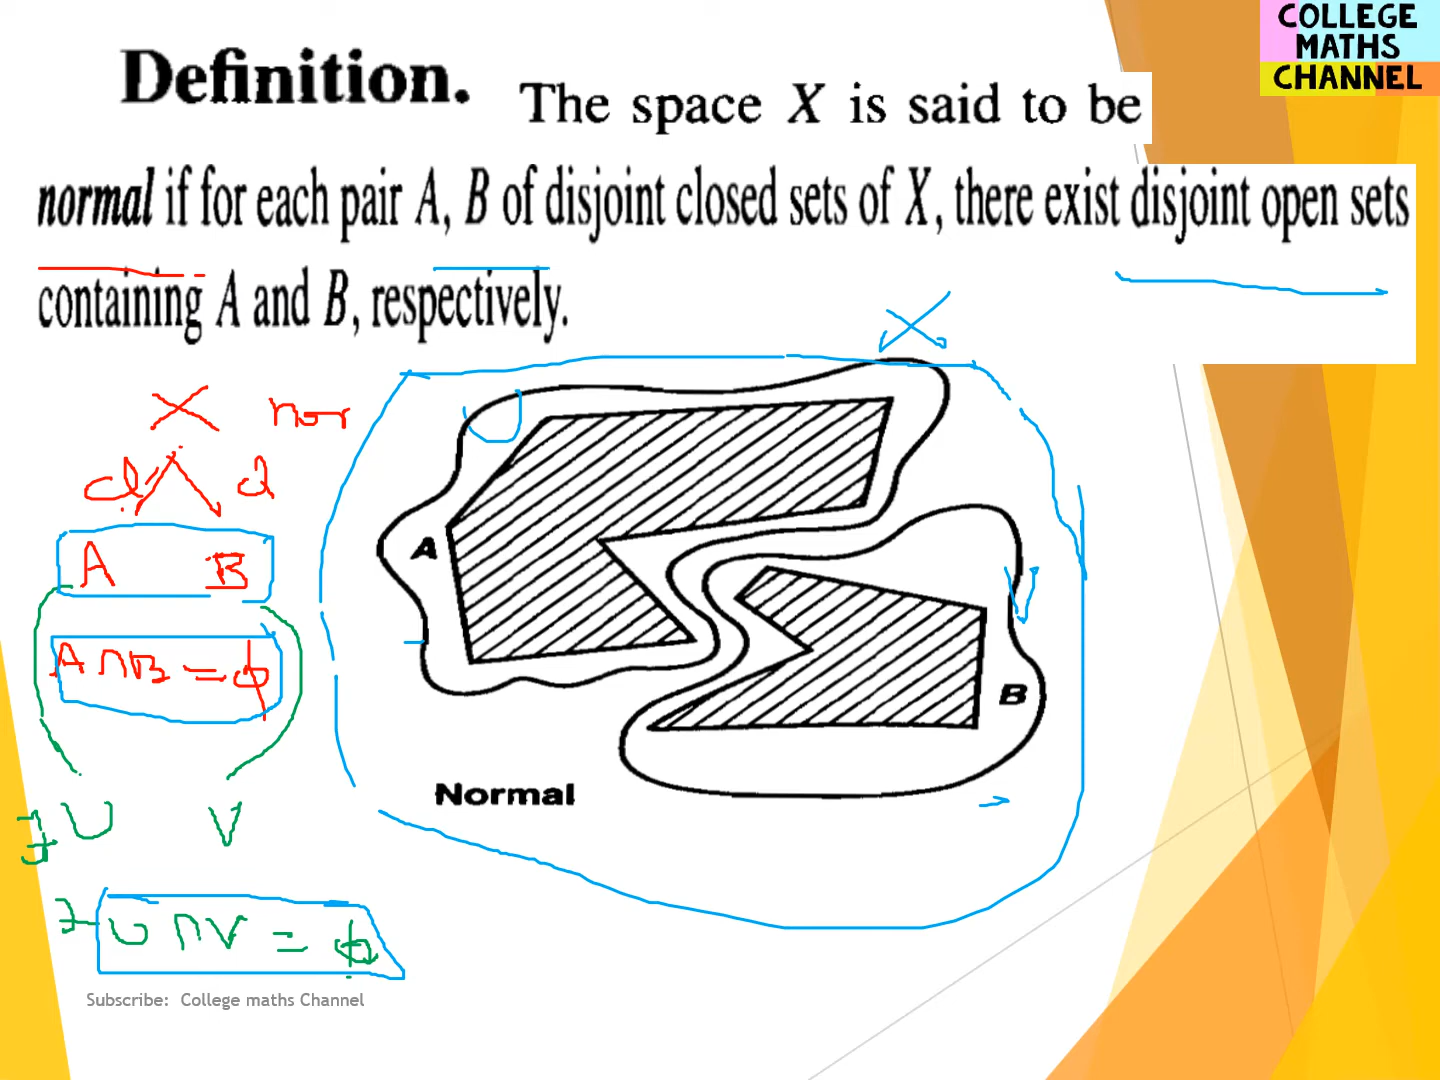 COLLEGE
MATHS
CHANNEL
Definition. The space X is said to be
normal if for each pair A, B of disjoint closed sets of X, there exist disjoint open sets
containing A and B, respectively.
X
X nor
A B
A ∩ B = ϕ
∃ U V
∃ U ∩ V = ϕ
U
A
V
B
Normal
Subscribe: College maths Channel